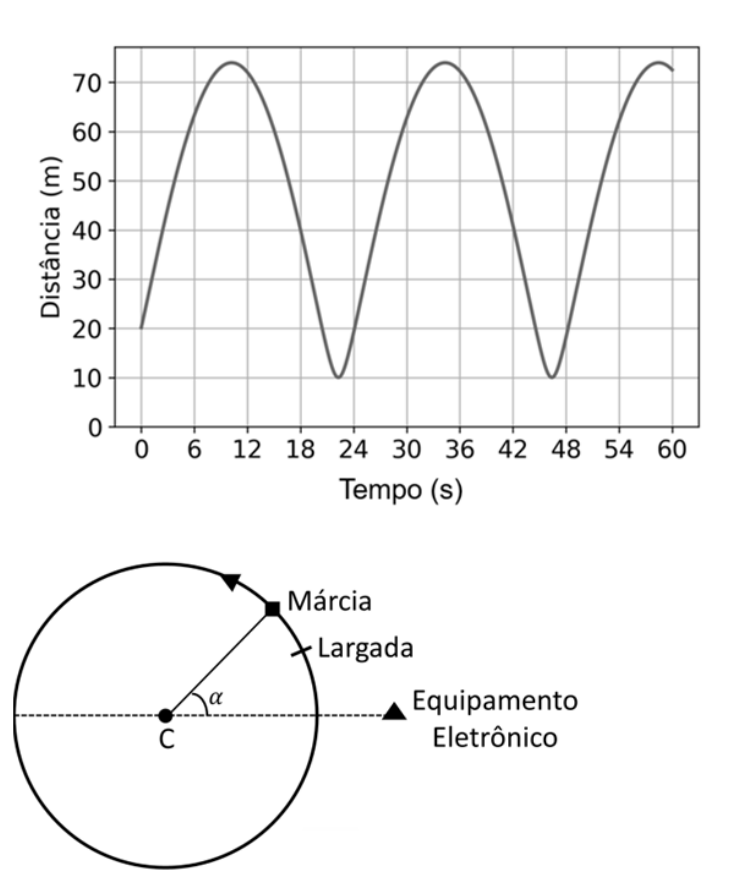 Distância (m)
70
60
50
40
30
20
10
0
0 6 12 18 24 30 36 42 48 54 60
Tempo (s)
Márcia
Largada
α
Equipamento
Eletrônico
C